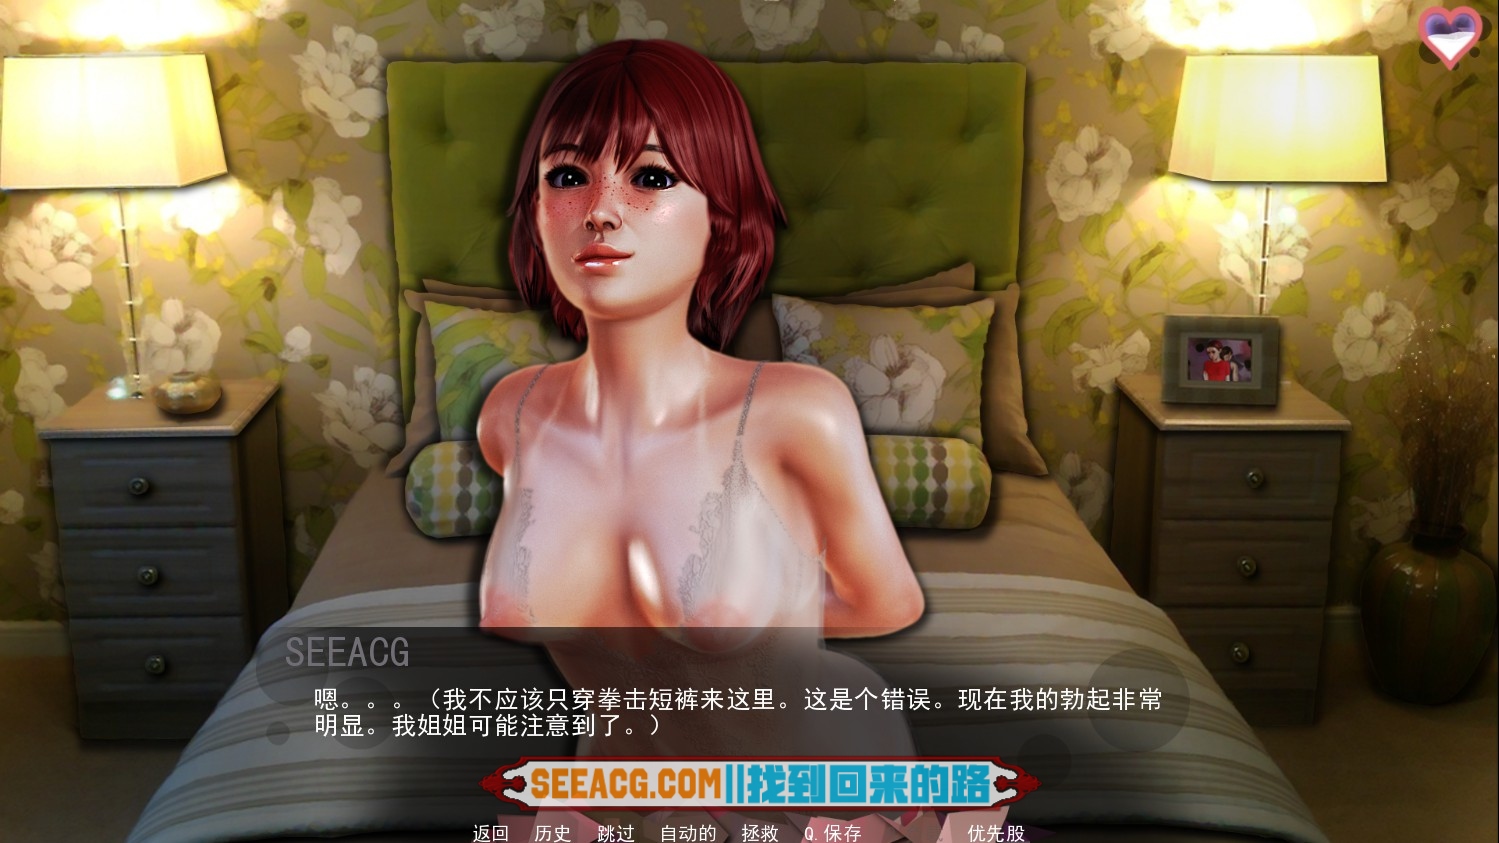 SEEACG
嗯。。。（我不应该只穿拳击短裤来这里。这是个错误。现在我的勃起非常
明显。我姐姐可能注意到了。）
SEEACG.COM||找到回来的路
返回 历史 跳过 自动的 拯救 Q.保存 优先股